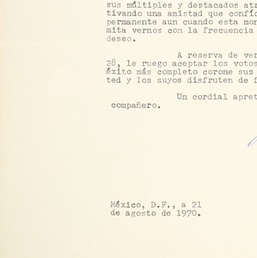 sus múltiples y destacados atr
tivando una amistad que confí
permanente aun cuando esta mor
mita vernos con la frecuencia
deseo.
A reserva de ver
28, le ruego aceptar los votos
éxito más completo corone sus
ted y los suyos disfruten de f
Un cordial apret
compañero.
México, D.F., a 21
de agosto de 1970.